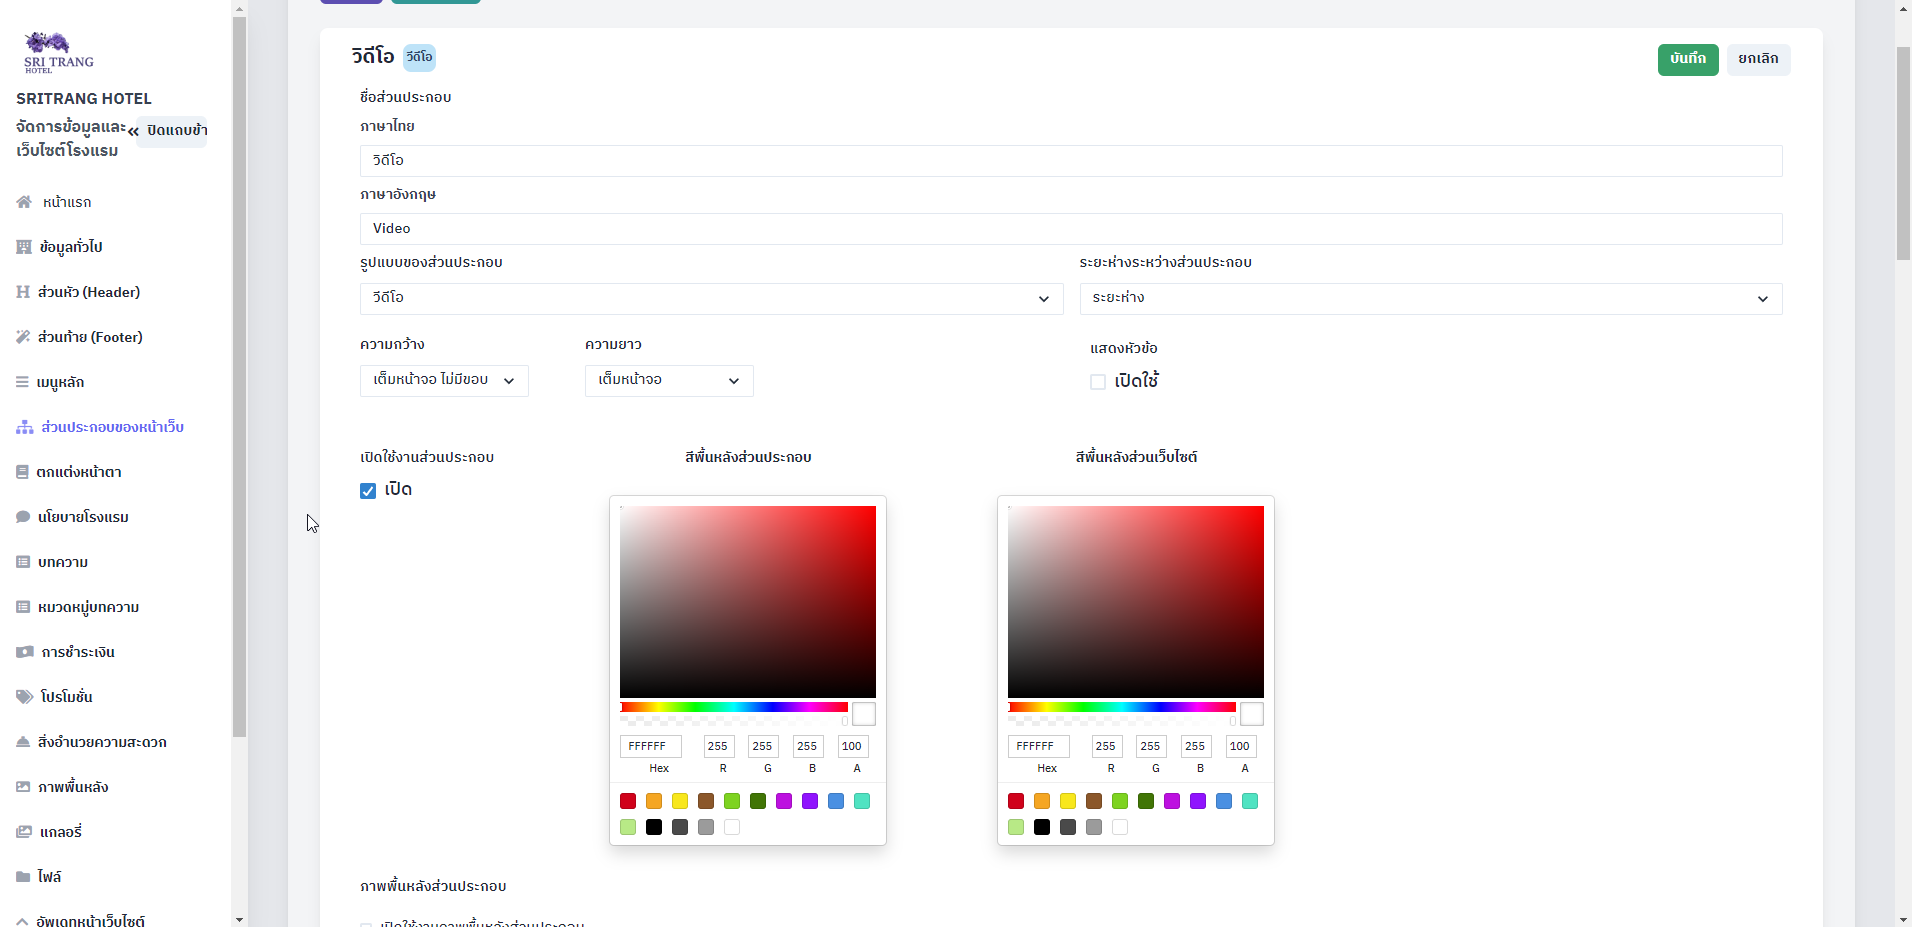 SRI TRANG
HOTEL
SRITRANG HOTEL
จัดการข้อมูลและ
เว็บไซต์โรงแรม
ปิดแถบข้า
หน้าแรก
ข้อมูลทั่วไป
ส่วนหัว (Header)
ส่วนท้าย (Footer)
เมนูหลัก
ส่วนประกอบของหน้าเว็บ
ตกแต่งหน้าตา
นโยบายโรงแรม
บทความ
หมวดหมู่บทความ
การชำระเงิน
โปรโมชั่น
สิ่งอำนวยความสะดวก
ภาพพื้นหลัง
แกลอรี่
ไฟล์
อัพเดทหน้าเว็บไซต์
วิดีโอ วีดีโอ
บันทึก ยกเลิก
ชื่อส่วนประกอบ
ภาษาไทย
วิดีโอ
ภาษาอังกฤษ
Video
รูปแบบของส่วนประกอบ ระยะห่างระหว่างส่วนประกอบ
วีดีโอ ระยะห่าง
ความกว้าง ความยาว แสดงหัวข้อ
เต็มหน้าจอ ไม่มีขอบ เต็มหน้าจอ เปิดใช้
เปิดใช้งานส่วนประกอบ สีพื้นหลังส่วนประกอบ สีพื้นหลังส่วนเว็บไซต์
เปิด
FFFFFF 255 255 255 100 FFFFFF 255 255 255 100
Hex R G B A Hex R G B A
ภาพพื้นหลังส่วนประกอบ
เปิดใช้งานภาพพื้นหลังส่วนประกอบ